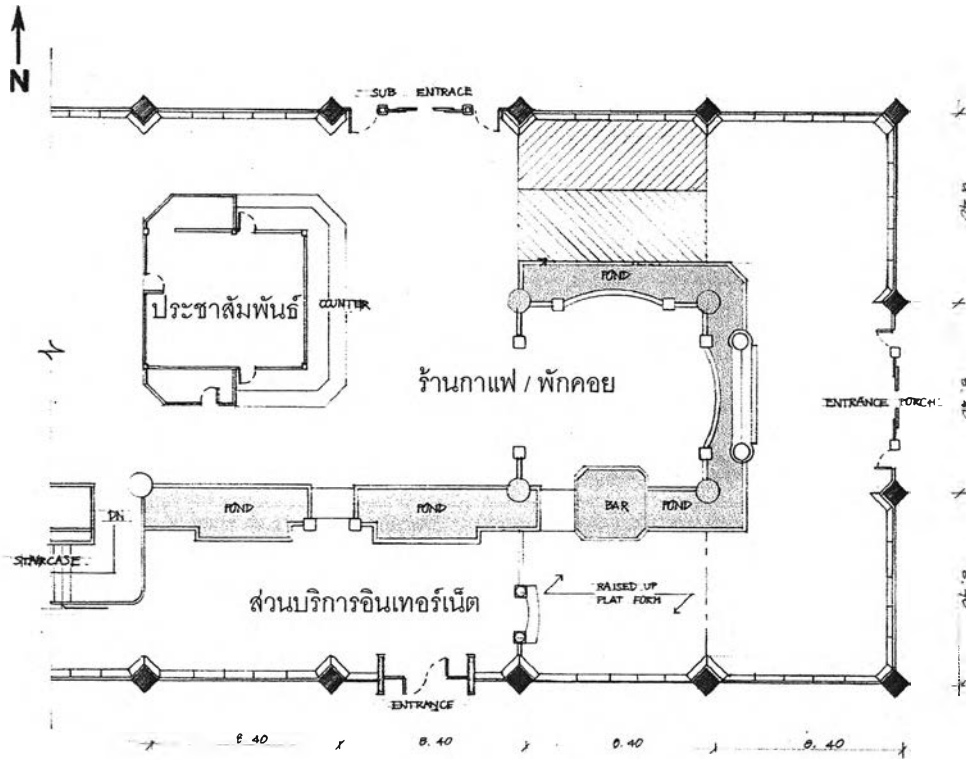 N
SUB ENTRACE
POND
ประชาสัมพันธ์
COUNTER
ร้านกาแฟ / พักคอย
ENTRANCE PORCH
POND
POND
BAR
POND
DN
STAIRCASE
ส่วนบริการอินเทอร์เน็ต
RAISED UP
PLAT FORM
ENTRANCE
8.40
8.40
8.40
8.40